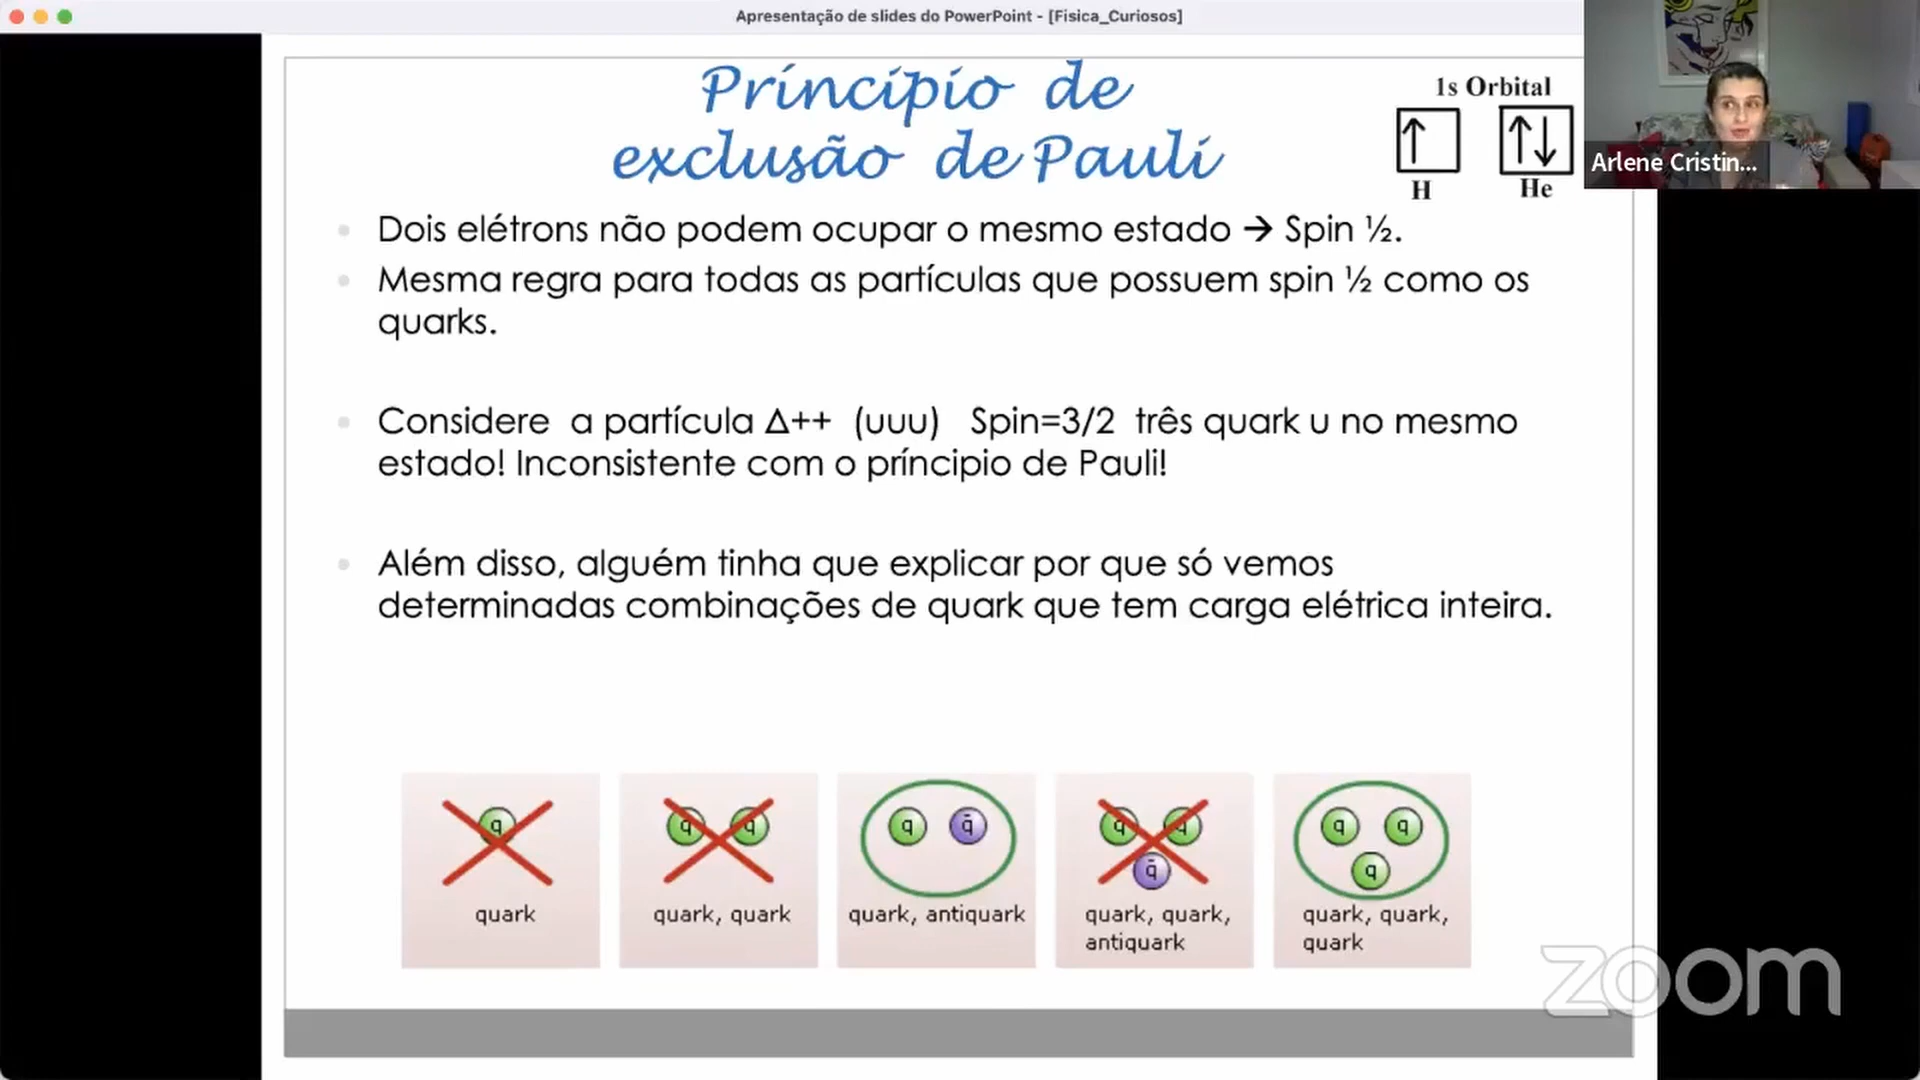 Apresentação de slides do PowerPoint - [Fisica_Curiosos]
Princípio de
exclusão de Pauli
1s Orbital
H
He
Arlene Cristin...
Dois elétrons não podem ocupar o mesmo estado → Spin ½.
Mesma regra para todas as partículas que possuem spin ½ como os
quarks.
Considere a partícula Δ++ (uuu) Spin=3/2 três quark u no mesmo
estado! Inconsistente com o príncipio de Pauli!
Além disso, alguém tinha que explicar por que só vemos
determinadas combinações de quark que tem carga elétrica inteira.
q
quark
q q
quark, quark
q q̄
quark, antiquark
q q
q̄
quark, quark,
antiquark
q q
q
quark, quark,
quark
zoom